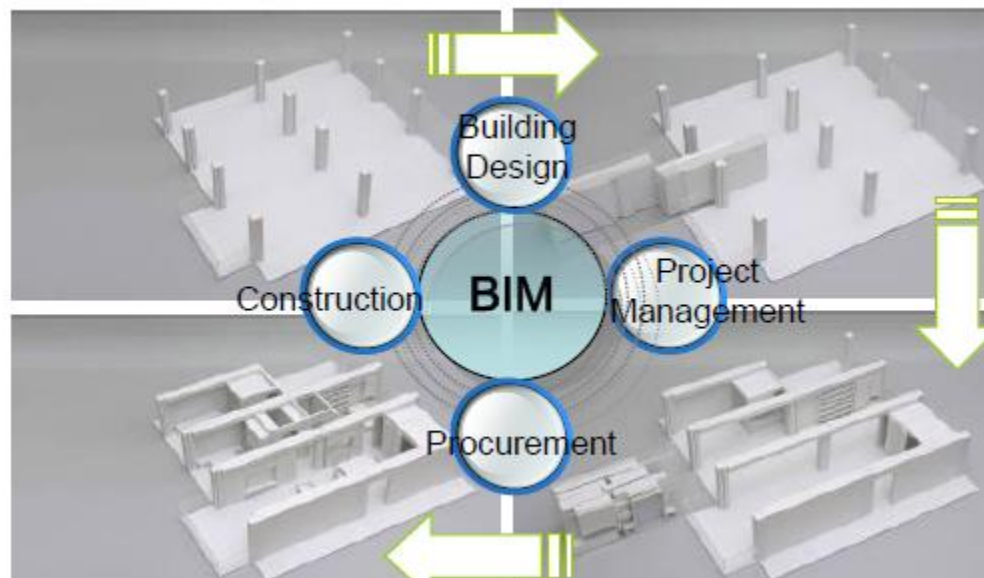 Building
Design
Construction
BIM
Project
Management
Procurement